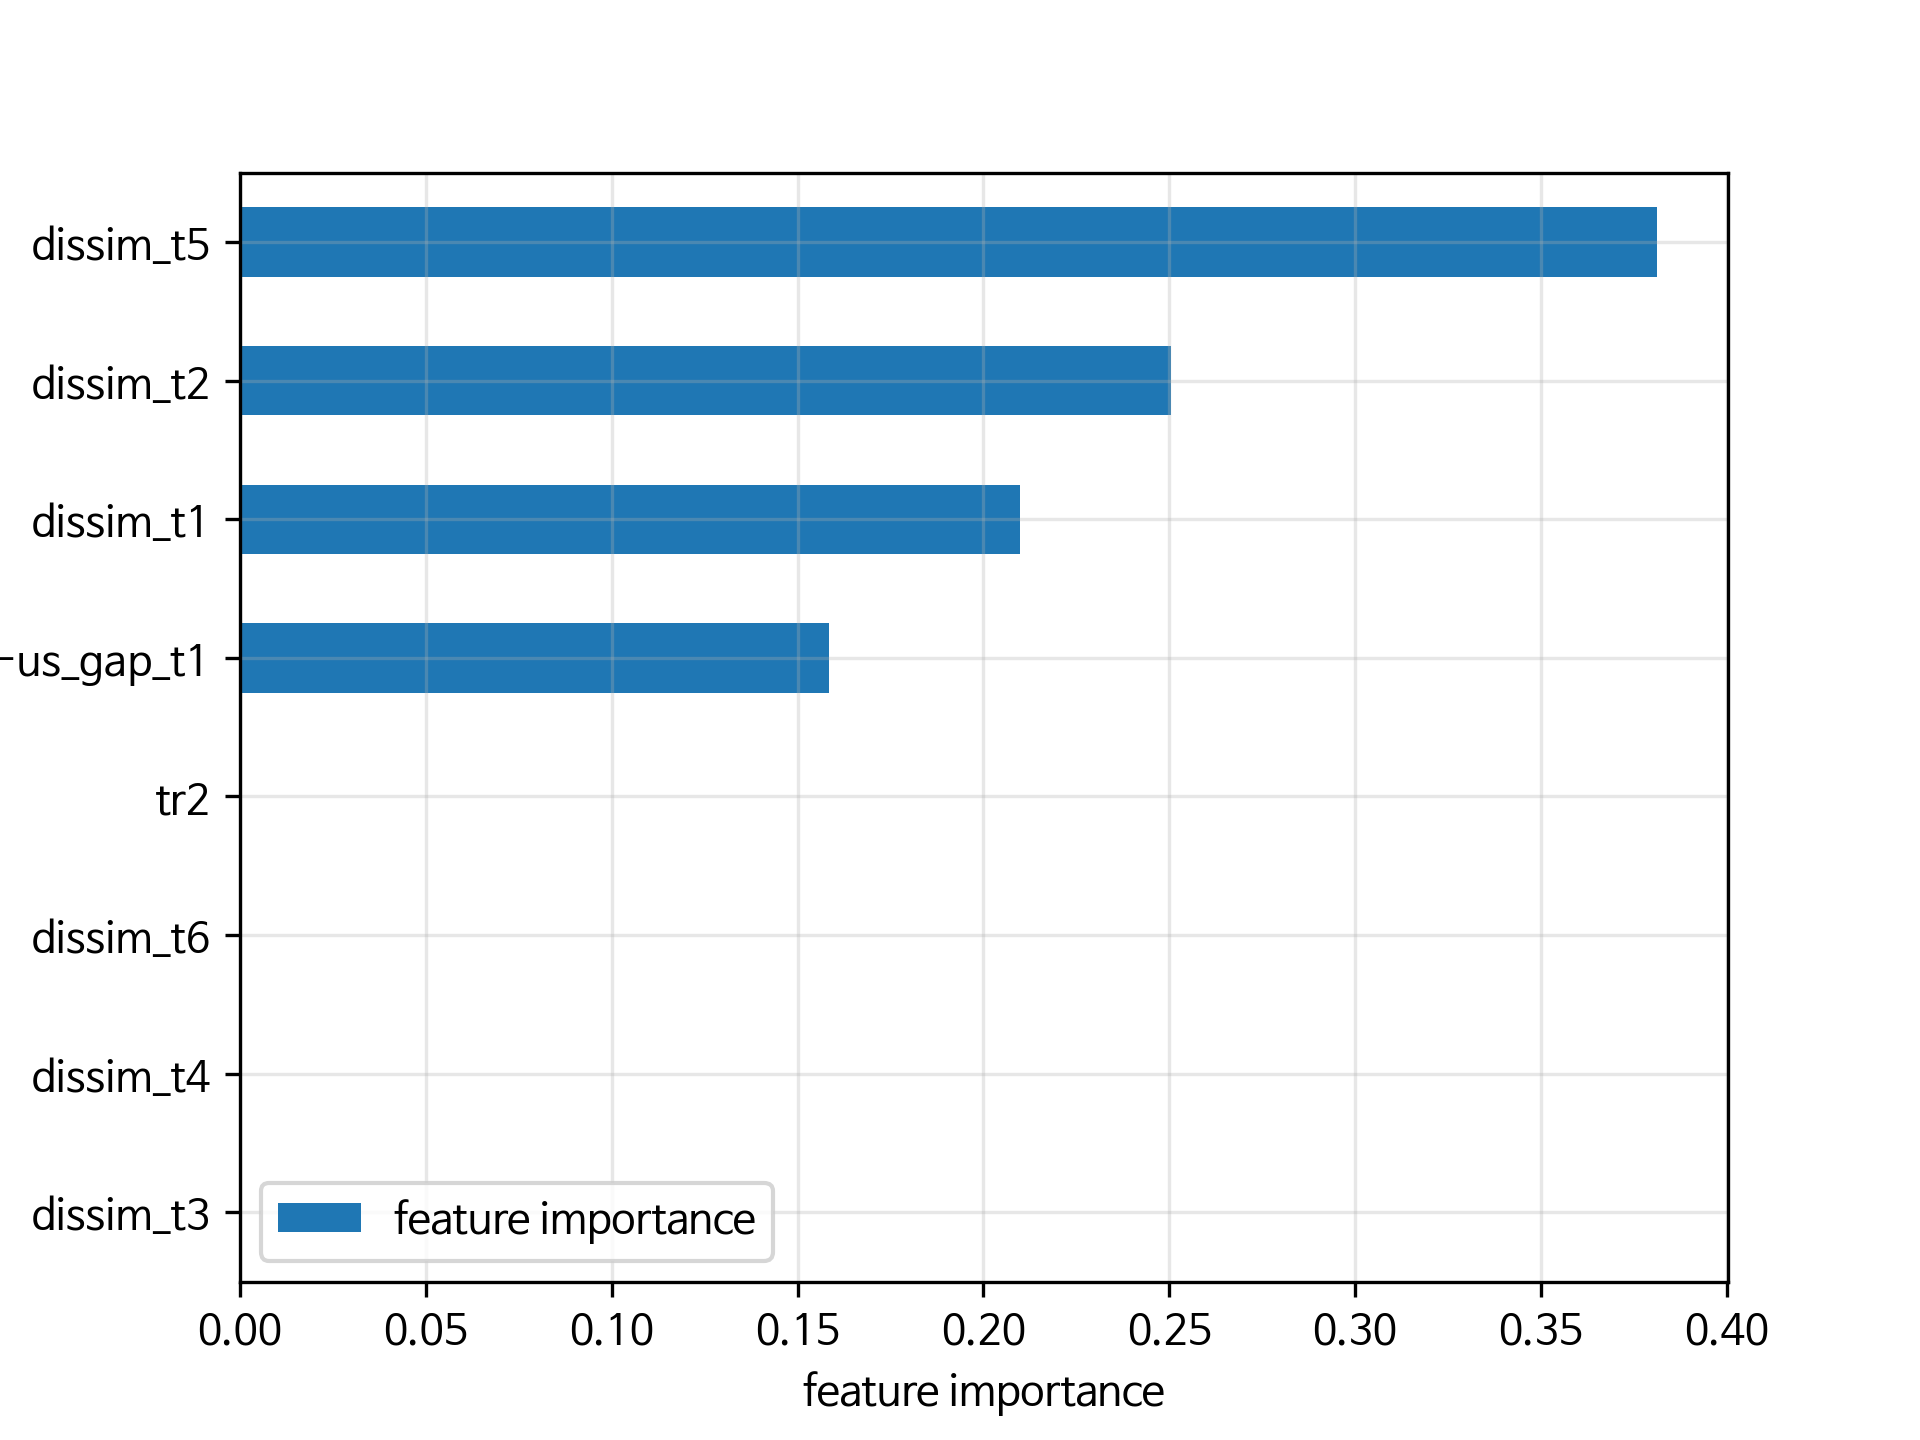 dissim_t5
dissim_t2
dissim_t1
-us_gap_t1
tr2
dissim_t6
dissim_t4
dissim_t3
feature importance
0.00 0.05 0.10 0.15 0.20 0.25 0.30 0.35 0.40
feature importance